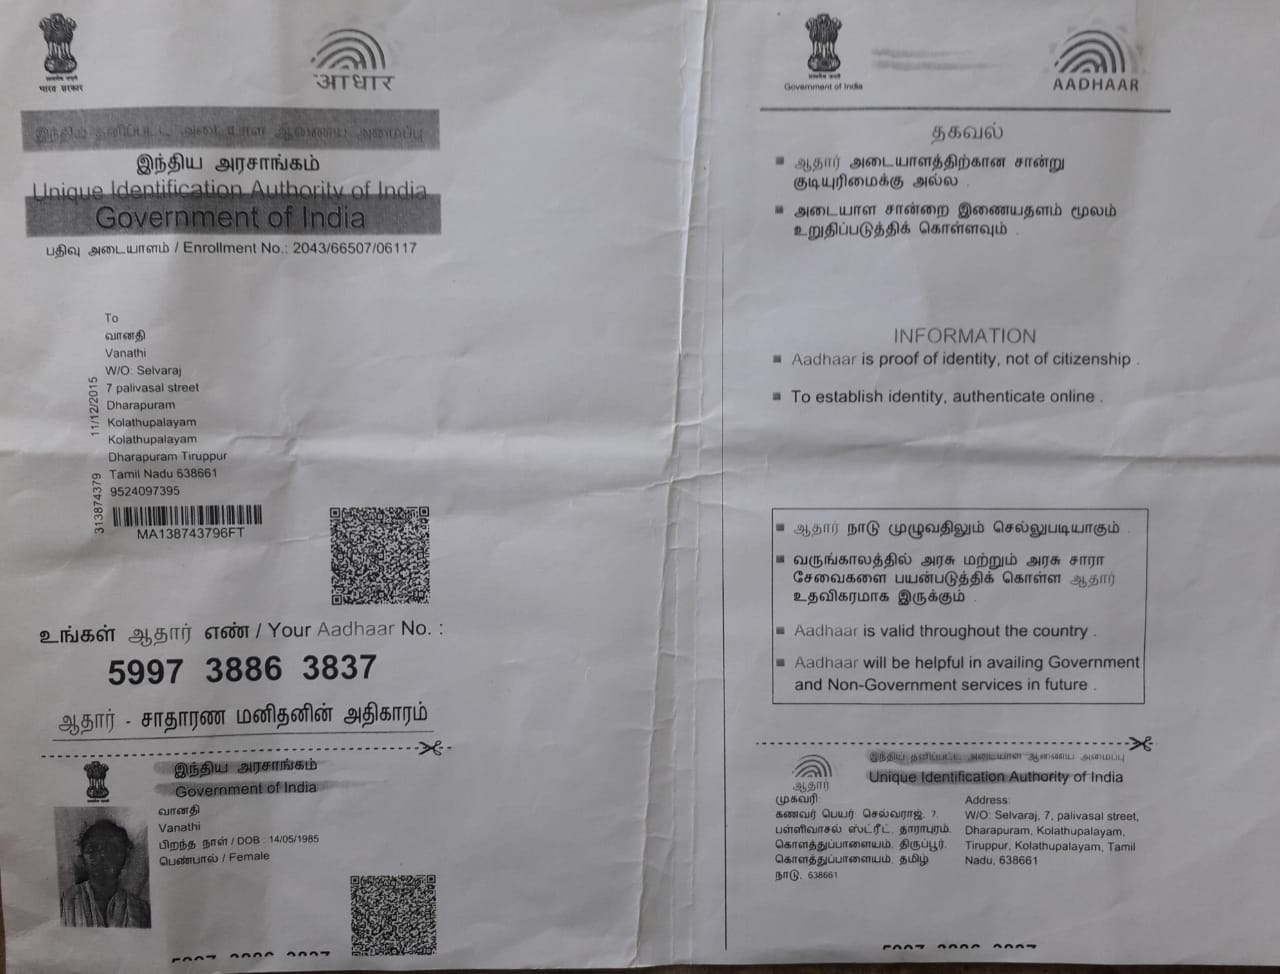 भारत सरकार
आधार
இந்திய தனிப்பட்ட அடையாள ஆணைய அமைப்பு
இந்திய அரசாங்கம்
Unique Identification Authority of India
Government of India
பதிவு அடையாளம் / Enrollment No.: 2043/66507/06117
To
வானதி
Vanathi
W/O: Selvaraj
7 palivasal street
Dharapuram
Kolathupalayam
Kolathupalayam
Dharapuram Tiruppur
Tamil Nadu 638661
9524097395
11/12/2015
313874379
MA138743796FT
உங்கள் ஆதார் எண் / Your Aadhaar No. :
5997 3886 3837
ஆதார் - சாதாரண மனிதனின் அதிகாரம்
இந்திய அரசாங்கம்
Government of India
வானதி
Vanathi
பிறந்த நாள் / DOB : 14/05/1985
பெண்பால் / Female
Government of India
AADHAAR
தகவல்
■ ஆதார் அடையாளத்திற்கான சான்று
குடியுரிமைக்கு அல்ல .
■ அடையாள சான்றை இணையதளம் மூலம்
உறுதிப்படுத்திக் கொள்ளவும் .
INFORMATION
■ Aadhaar is proof of identity, not of citizenship .
■ To establish identity, authenticate online .
■ ஆதார் நாடு முழுவதிலும் செல்லுபடியாகும் .
■ வருங்காலத்தில் அரசு மற்றும் அரசு சாரா
சேவைகளை பயன்படுத்திக் கொள்ள ஆதார்
உதவிகரமாக இருக்கும் .
■ Aadhaar is valid throughout the country .
■ Aadhaar will be helpful in availing Government
and Non-Government services in future .
இந்திய தனிப்பட்ட அடையாள ஆணைய அமைப்பு
Unique Identification Authority of India
ஆதார்
முகவரி:
கணவர் பெயர் செல்வராஜ், 7,
பள்ளிவாசல் ஸ்ட்ரீட், தாராபுரம்,
கொளத்துப்பாளையம், திருப்பூர்,
கொளத்துப்பாளையம், தமிழ்
நாடு, 638661
Address:
W/O: Selvaraj, 7, palivasal street,
Dharapuram, Kolathupalayam,
Tiruppur, Kolathupalayam, Tamil
Nadu, 638661